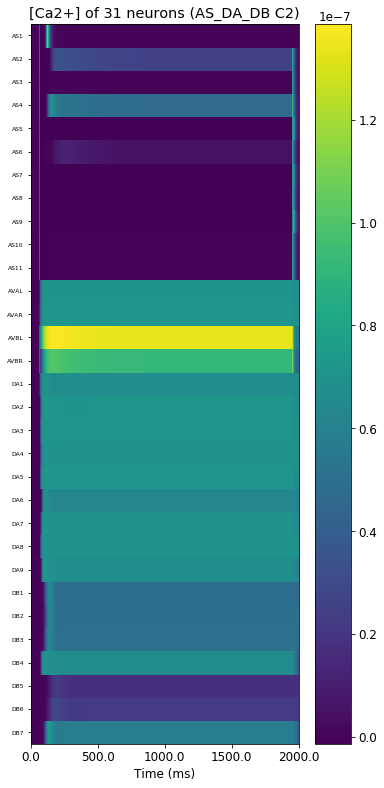 [Ca2+] of 31 neurons (AS_DA_DB C2)
1e−7
AS1
AS2
AS3
AS4
AS5
AS6
AS7
AS8
AS9
AS10
AS11
AVAL
AVAR
AVBL
AVBR
DA1
DA2
DA3
DA4
DA5
DA6
DA7
DA8
DA9
DB1
DB2
DB3
DB4
DB5
DB6
DB7
1.2
1.0
0.8
0.6
0.4
0.2
0.0
0.0 500.0 1000.0 1500.0 2000.0
Time (ms)